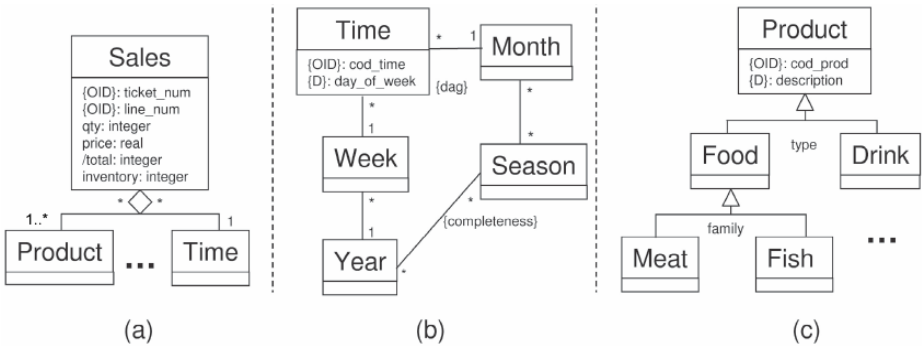 Sales
{OID}: ticket_num
{OID}: line_num
qty: integer
price: real
/total: integer
inventory: integer
* *
1..* 1
Product ... Time
(a)
Time
{OID}: cod_time
{D}: day_of_week
* 1
Month
{dag}
*
1
*
*
Week
Season
*
1
*
{completeness}
Year
*
(b)
Product
{OID}: cod_prod
{D}: description
type
Food
Drink
family
Meat
Fish
...
(c)